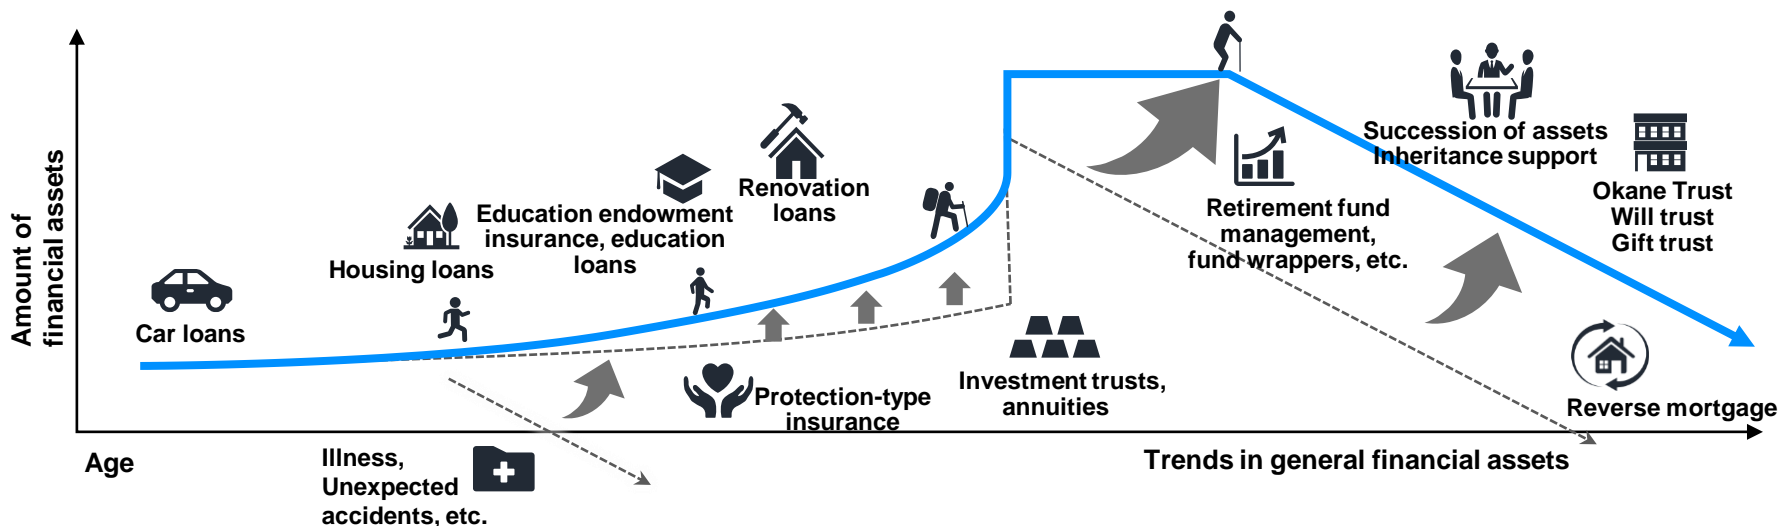 Amount of
financial assets
Car loans
Housing loans
Education endowment
insurance, education
loans
Renovation
loans
Protection-type
insurance
Investment trusts,
annuities
Retirement fund
management,
fund wrappers, etc.
Succession of assets
Inheritance support
Okane Trust
Will trust
Gift trust
Reverse mortgage
Age
Illness,
Unexpected
accidents, etc.
Trends in general financial assets